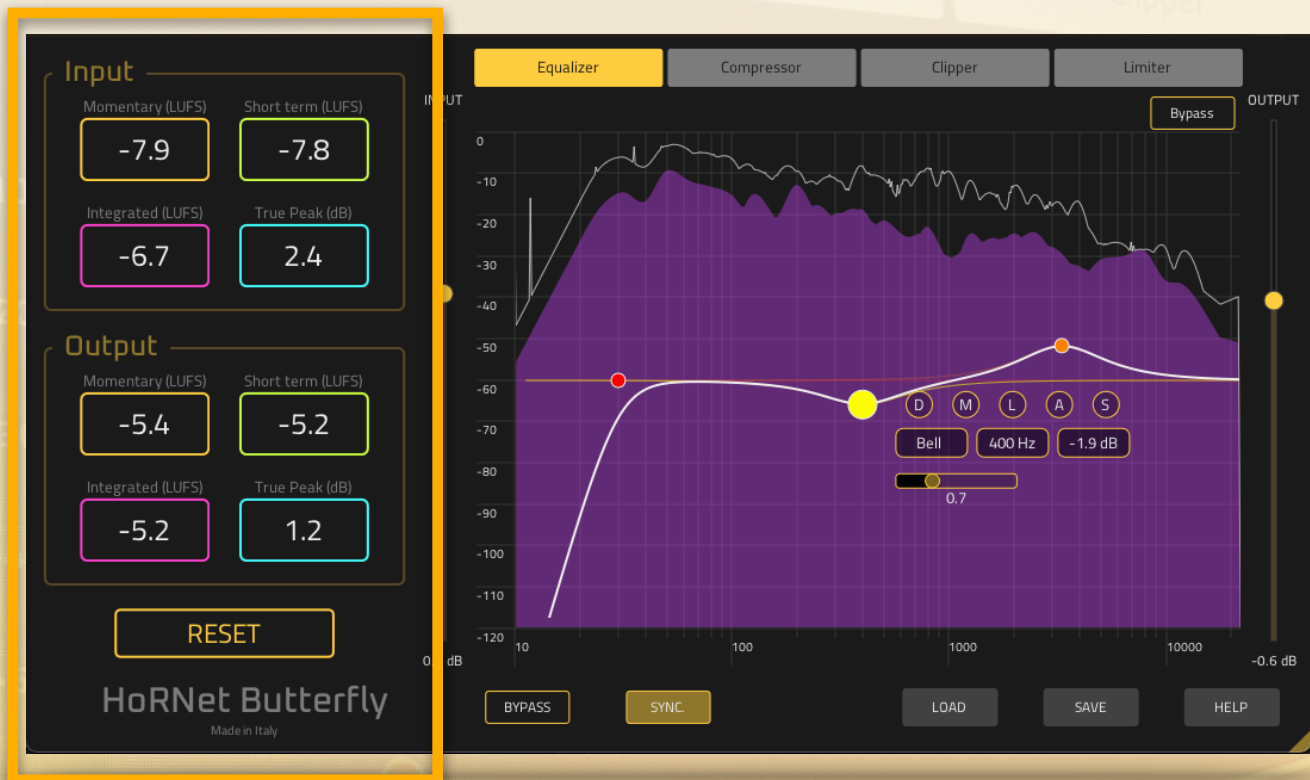 Clipper
Equalizer
Compressor
Clipper
Limiter
Input
Momentary (LUFS)
Short term (LUFS)
-7.9
-7.8
Integrated (LUFS)
True Peak (dB)
-6.7
2.4
Output
Momentary (LUFS)
Short term (LUFS)
-5.4
-5.2
Integrated (LUFS)
True Peak (dB)
-5.2
1.2
RESET
HoRNet Butterfly
Made in Italy
OUTPUT
Bypass
0
-10
-20
-30
-40
-50
-60
-70
-80
-90
-100
-110
-120
D M L A S
Bell
400 Hz
-1.9 dB
0.7
10
100
1000
10000
dB
-0.6 dB
BYPASS
SYNC.
LOAD
SAVE
HELP